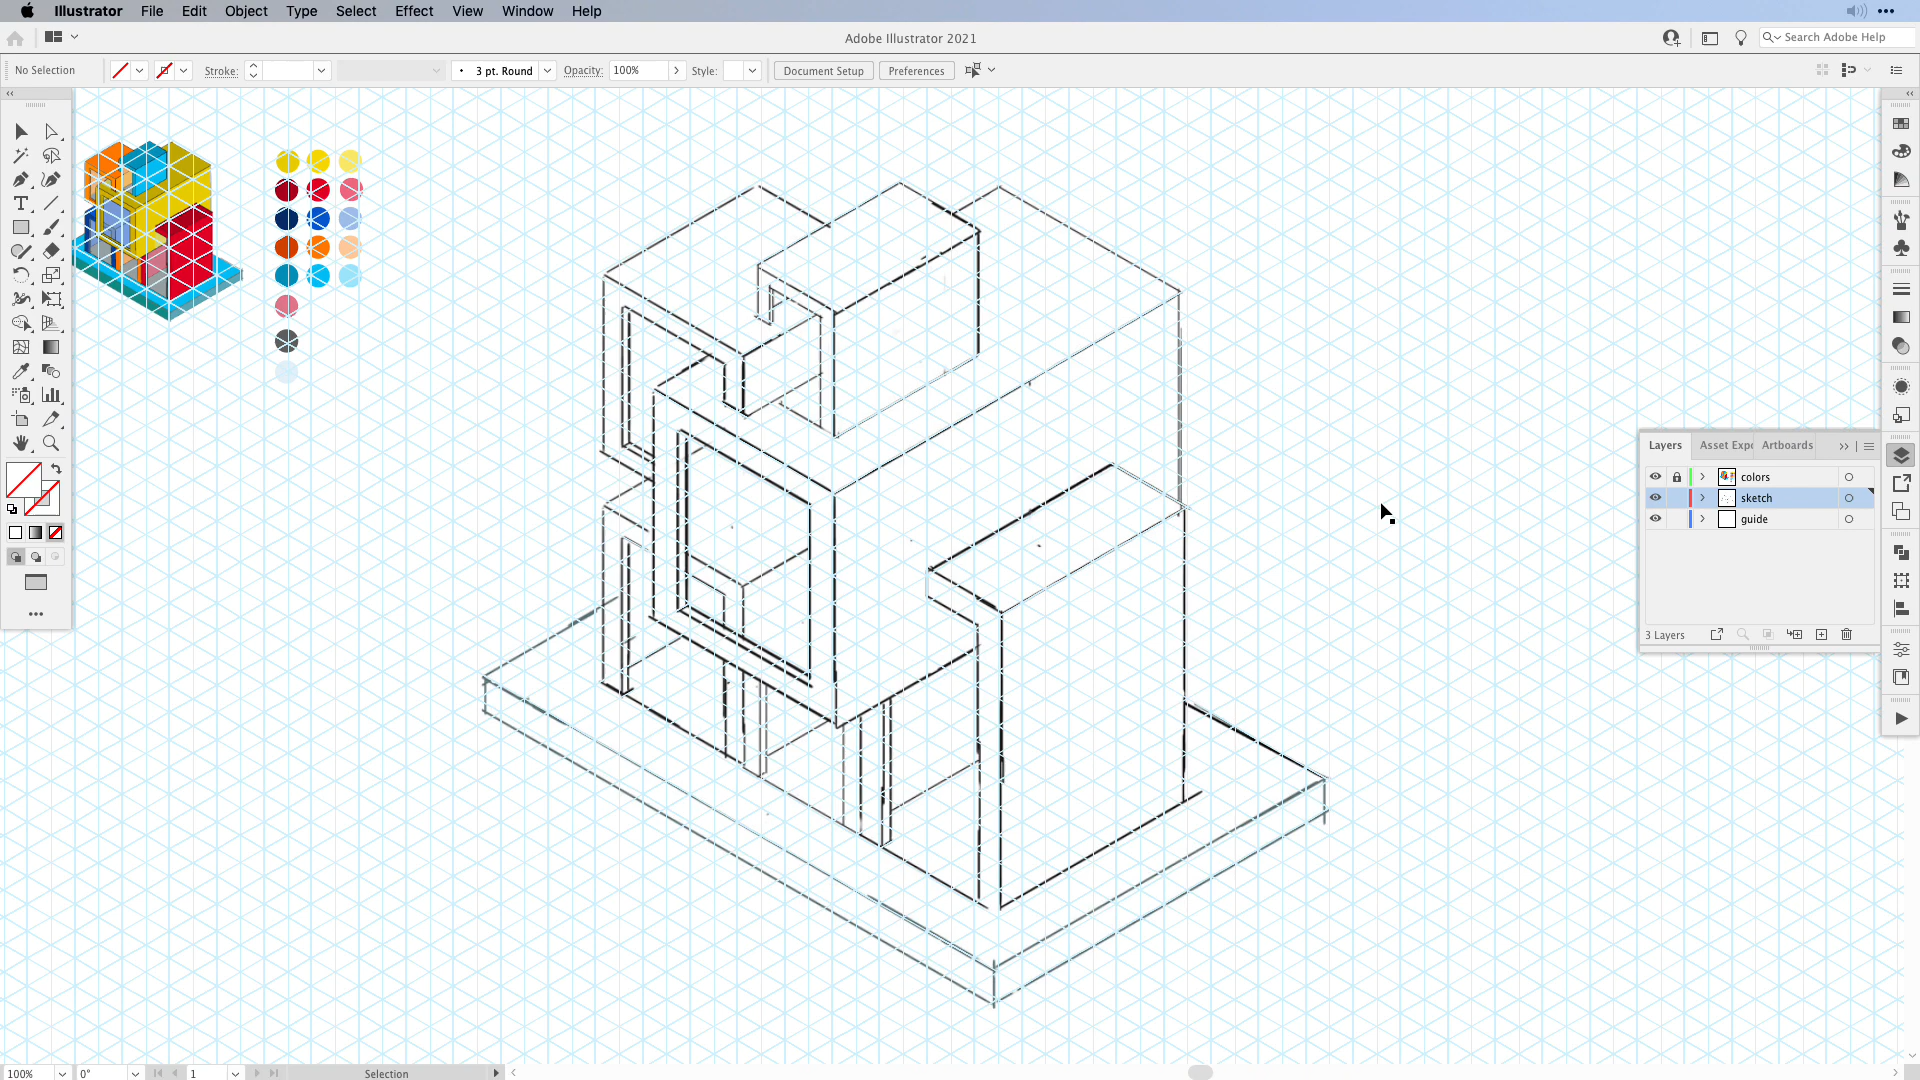 Illustrator File Edit Object Type Select Effect View Window Help
Adobe Illustrator 2021
Search Adobe Help
No Selection Stroke: 3 pt. Round Opacity: 100% Style: Document Setup Preferences
Layers Asset Expo Artboards
colors
sketch
guide
3 Layers
100% 0° 1 Selection